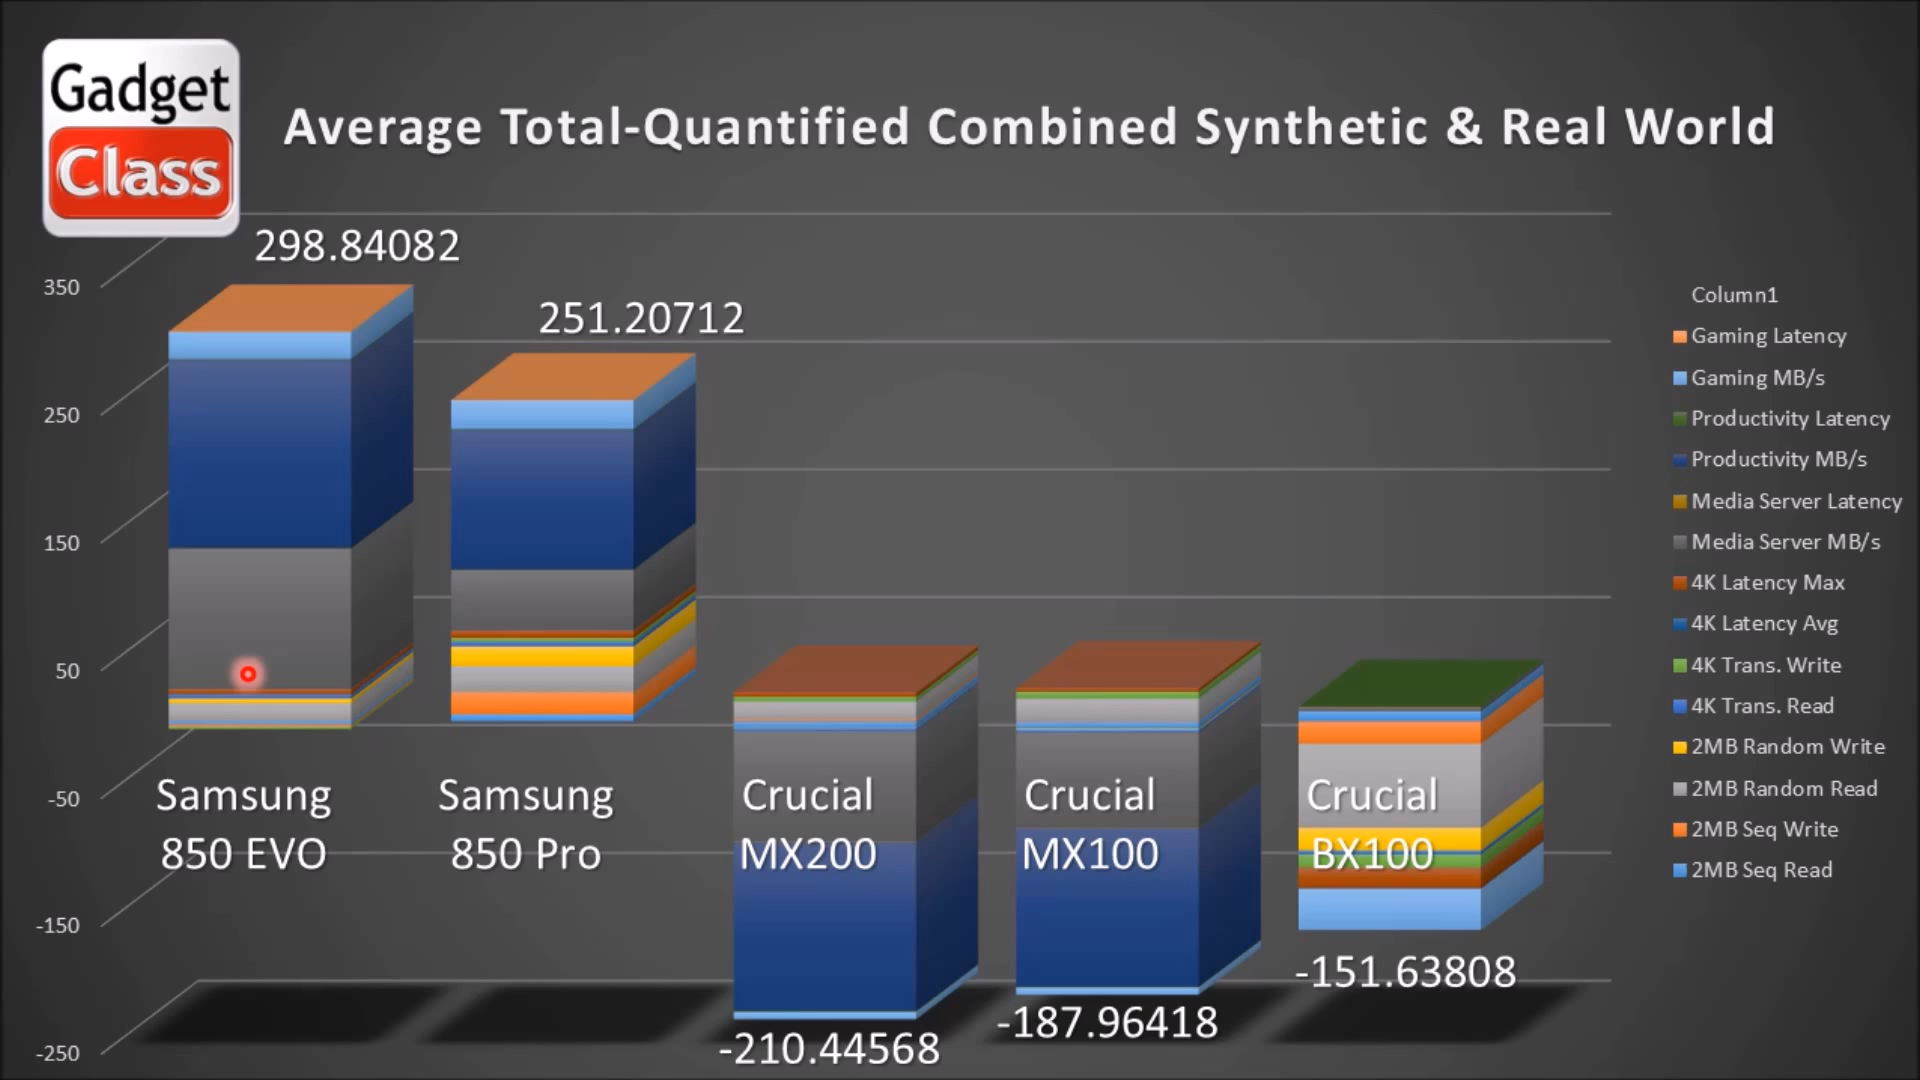 Gadget
Class
Average Total-Quantified Combined Synthetic & Real World
298.84082
251.20712
350
250
150
50
-50
-150
-250
Samsung
850 EVO
Samsung
850 Pro
Crucial
MX200
Crucial
MX100
Crucial
BX100
-210.44568
-187.96418
-151.63808
Column1
Gaming Latency
Gaming MB/s
Productivity Latency
Productivity MB/s
Media Server Latency
Media Server MB/s
4K Latency Max
4K Latency Avg
4K Trans. Write
4K Trans. Read
2MB Random Write
2MB Random Read
2MB Seq Write
2MB Seq Read